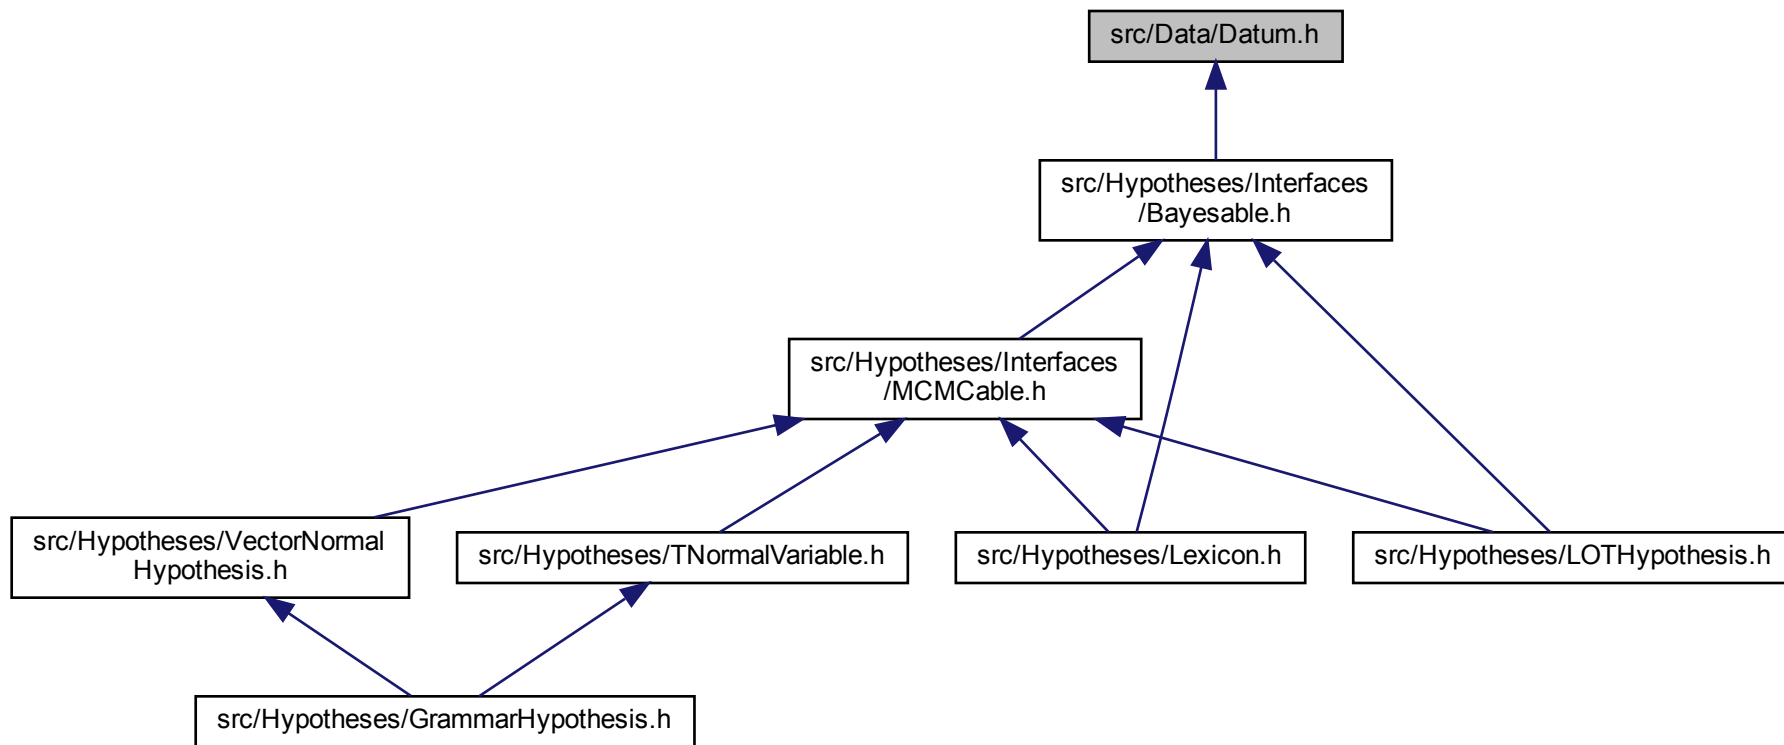 src/Data/Datum.h
src/Hypotheses/Interfaces
/Bayesable.h
src/Hypotheses/Interfaces
/MCMCable.h
src/Hypotheses/VectorNormal
Hypothesis.h
src/Hypotheses/TNormalVariable.h
src/Hypotheses/Lexicon.h
src/Hypotheses/LOTHypothesis.h
src/Hypotheses/GrammarHypothesis.h